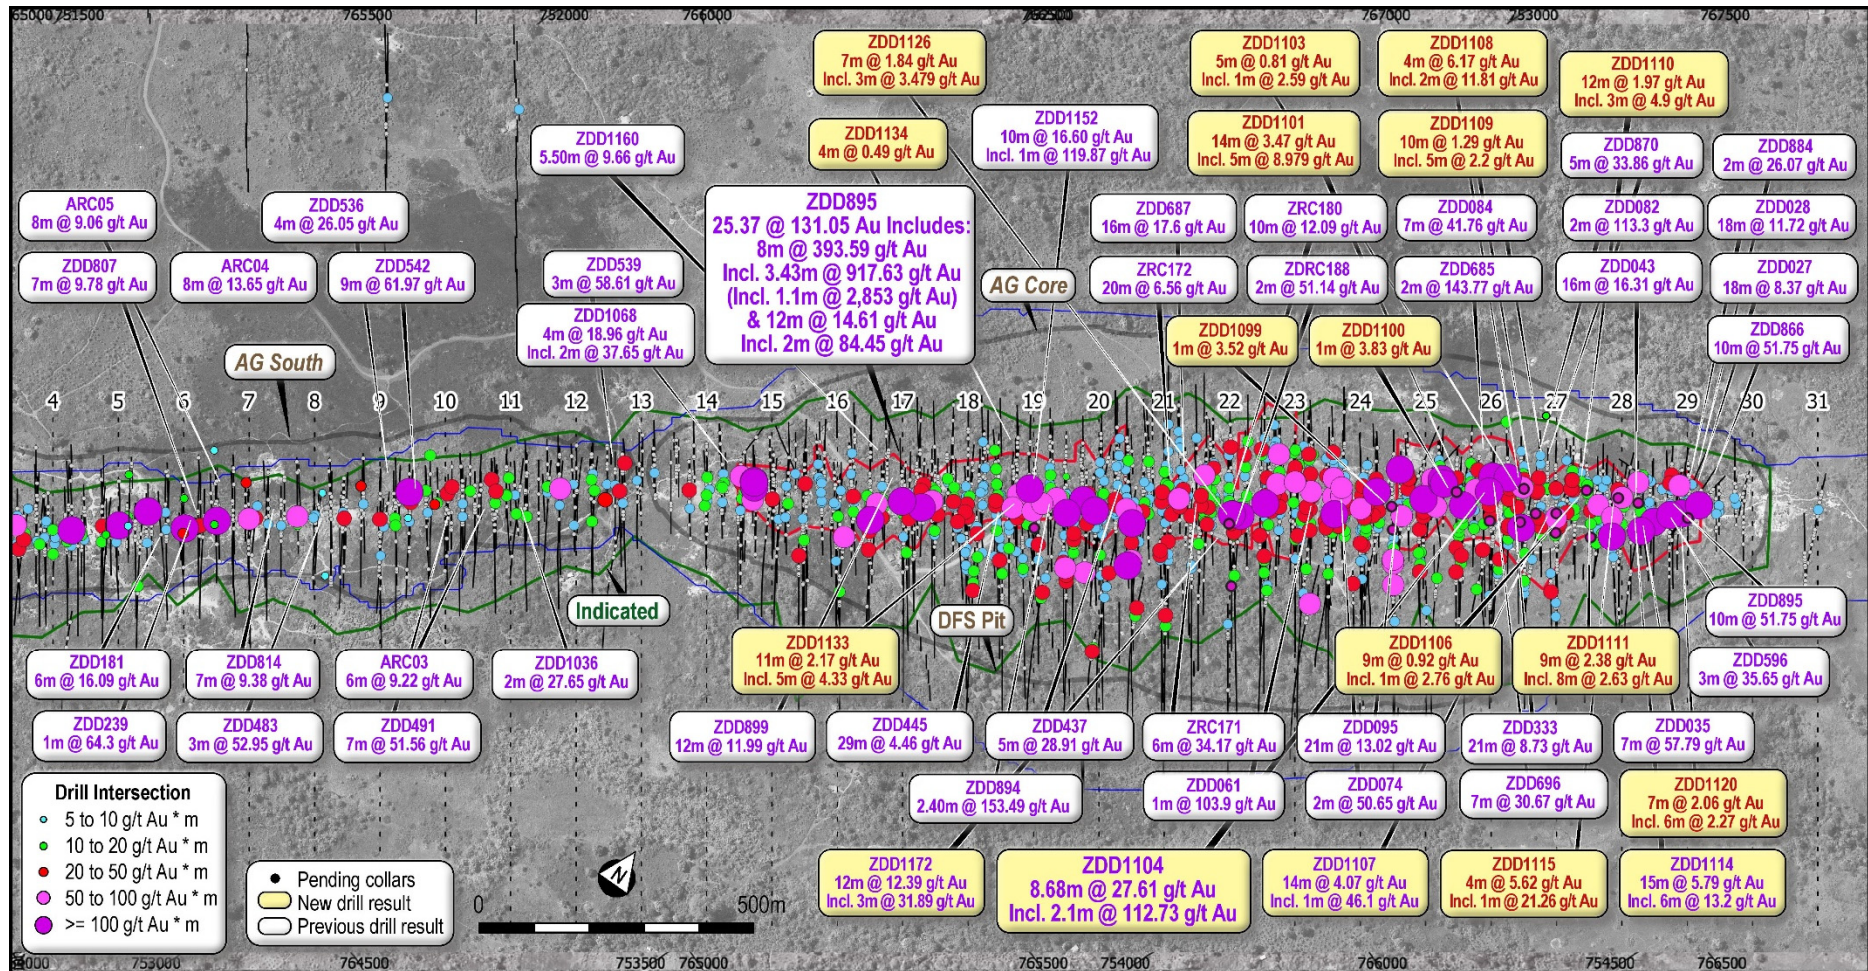 765000
751500
765500
752000
766000
767000
753000
767500
ZDD1126
7m @ 1.84 g/t Au
Incl. 3m @ 3.479 g/t Au
ZDD1103
5m @ 0.81 g/t Au
Incl. 1m @ 2.59 g/t Au
ZDD1108
4m @ 6.17 g/t Au
Incl. 2m @ 11.81 g/t Au
ZDD1110
12m @ 1.97 g/t Au
Incl. 3m @ 4.9 g/t Au
ZDD1160
5.50m @ 9.66 g/t Au
ZDD1134
4m @ 0.49 g/t Au
ZDD1152
10m @ 16.60 g/t Au
Incl. 1m @ 119.87 g/t Au
ZDD1101
14m @ 3.47 g/t Au
Incl. 5m @ 8.979 g/t Au
ZDD1109
10m @ 1.29 g/t Au
Incl. 5m @ 2.2 g/t Au
ZDD870
5m @ 33.86 g/t Au
ZDD884
2m @ 26.07 g/t Au
ARC05
8m @ 9.06 g/t Au
ZDD536
4m @ 26.05 g/t Au
ZDD895
25.37 @ 131.05 Au Includes:
8m @ 393.59 g/t Au
Incl. 3.43m @ 917.63 g/t Au
(Incl. 1.1m @ 2,853 g/t Au)
& 12m @ 14.61 g/t Au
Incl. 2m @ 84.45 g/t Au
ZDD687
16m @ 17.6 g/t Au
ZRC180
10m @ 12.09 g/t Au
ZDD084
7m @ 41.76 g/t Au
ZDD082
2m @ 113.3 g/t Au
ZDD028
18m @ 11.72 g/t Au
ZDD807
7m @ 9.78 g/t Au
ARC04
8m @ 13.65 g/t Au
ZDD542
9m @ 61.97 g/t Au
ZDD539
3m @ 58.61 g/t Au
AG Core
ZRC172
20m @ 6.56 g/t Au
ZDRC188
2m @ 51.14 g/t Au
ZDD685
2m @ 143.77 g/t Au
ZDD043
16m @ 16.31 g/t Au
ZDD027
18m @ 8.37 g/t Au
ZDD1068
4m @ 18.96 g/t Au
Incl. 2m @ 37.65 g/t Au
ZDD1099
1m @ 3.52 g/t Au
ZDD1100
1m @ 3.83 g/t Au
ZDD866
10m @ 51.75 g/t Au
AG South
4 5 6 7 8 9 10 11 12 13 14 15 16 17 18 19 20 21 22 23 24 25 26 27 28 29 30 31
Indicated
DFS Pit
ZDD895
10m @ 51.75 g/t Au
ZDD181
6m @ 16.09 g/t Au
ZDD814
7m @ 9.38 g/t Au
ARC03
6m @ 9.22 g/t Au
ZDD1036
2m @ 27.65 g/t Au
ZDD1133
11m @ 2.17 g/t Au
Incl. 5m @ 4.33 g/t Au
ZDD1106
9m @ 0.92 g/t Au
Incl. 1m @ 2.76 g/t Au
ZDD1111
9m @ 2.38 g/t Au
Incl. 8m @ 2.63 g/t Au
ZDD596
3m @ 35.65 g/t Au
ZDD239
1m @ 64.3 g/t Au
ZDD483
3m @ 52.95 g/t Au
ZDD491
7m @ 51.56 g/t Au
ZDD899
12m @ 11.99 g/t Au
ZDD445
29m @ 4.46 g/t Au
ZDD437
5m @ 28.91 g/t Au
ZRC171
6m @ 34.17 g/t Au
ZDD095
21m @ 13.02 g/t Au
ZDD333
21m @ 8.73 g/t Au
ZDD035
7m @ 57.79 g/t Au
ZDD894
2.40m @ 153.49 g/t Au
ZDD061
1m @ 103.9 g/t Au
ZDD074
2m @ 50.65 g/t Au
ZDD696
7m @ 30.67 g/t Au
ZDD1120
7m @ 2.06 g/t Au
Incl. 6m @ 2.27 g/t Au
ZDD1172
12m @ 12.39 g/t Au
Incl. 3m @ 31.89 g/t Au
ZDD1104
8.68m @ 27.61 g/t Au
Incl. 2.1m @ 112.73 g/t Au
ZDD1107
14m @ 4.07 g/t Au
Incl. 1m @ 46.1 g/t Au
ZDD1115
4m @ 5.62 g/t Au
Incl. 1m @ 21.26 g/t Au
ZDD1114
15m @ 5.79 g/t Au
Incl. 6m @ 13.2 g/t Au
Drill Intersection
5 to 10 g/t Au * m
10 to 20 g/t Au * m
20 to 50 g/t Au * m
50 to 100 g/t Au * m
>= 100 g/t Au * m
Pending collars
New drill result
Previous drill result
N
0 500m
753000
764500
753500
765000
765500
754000
766000
754500
766500